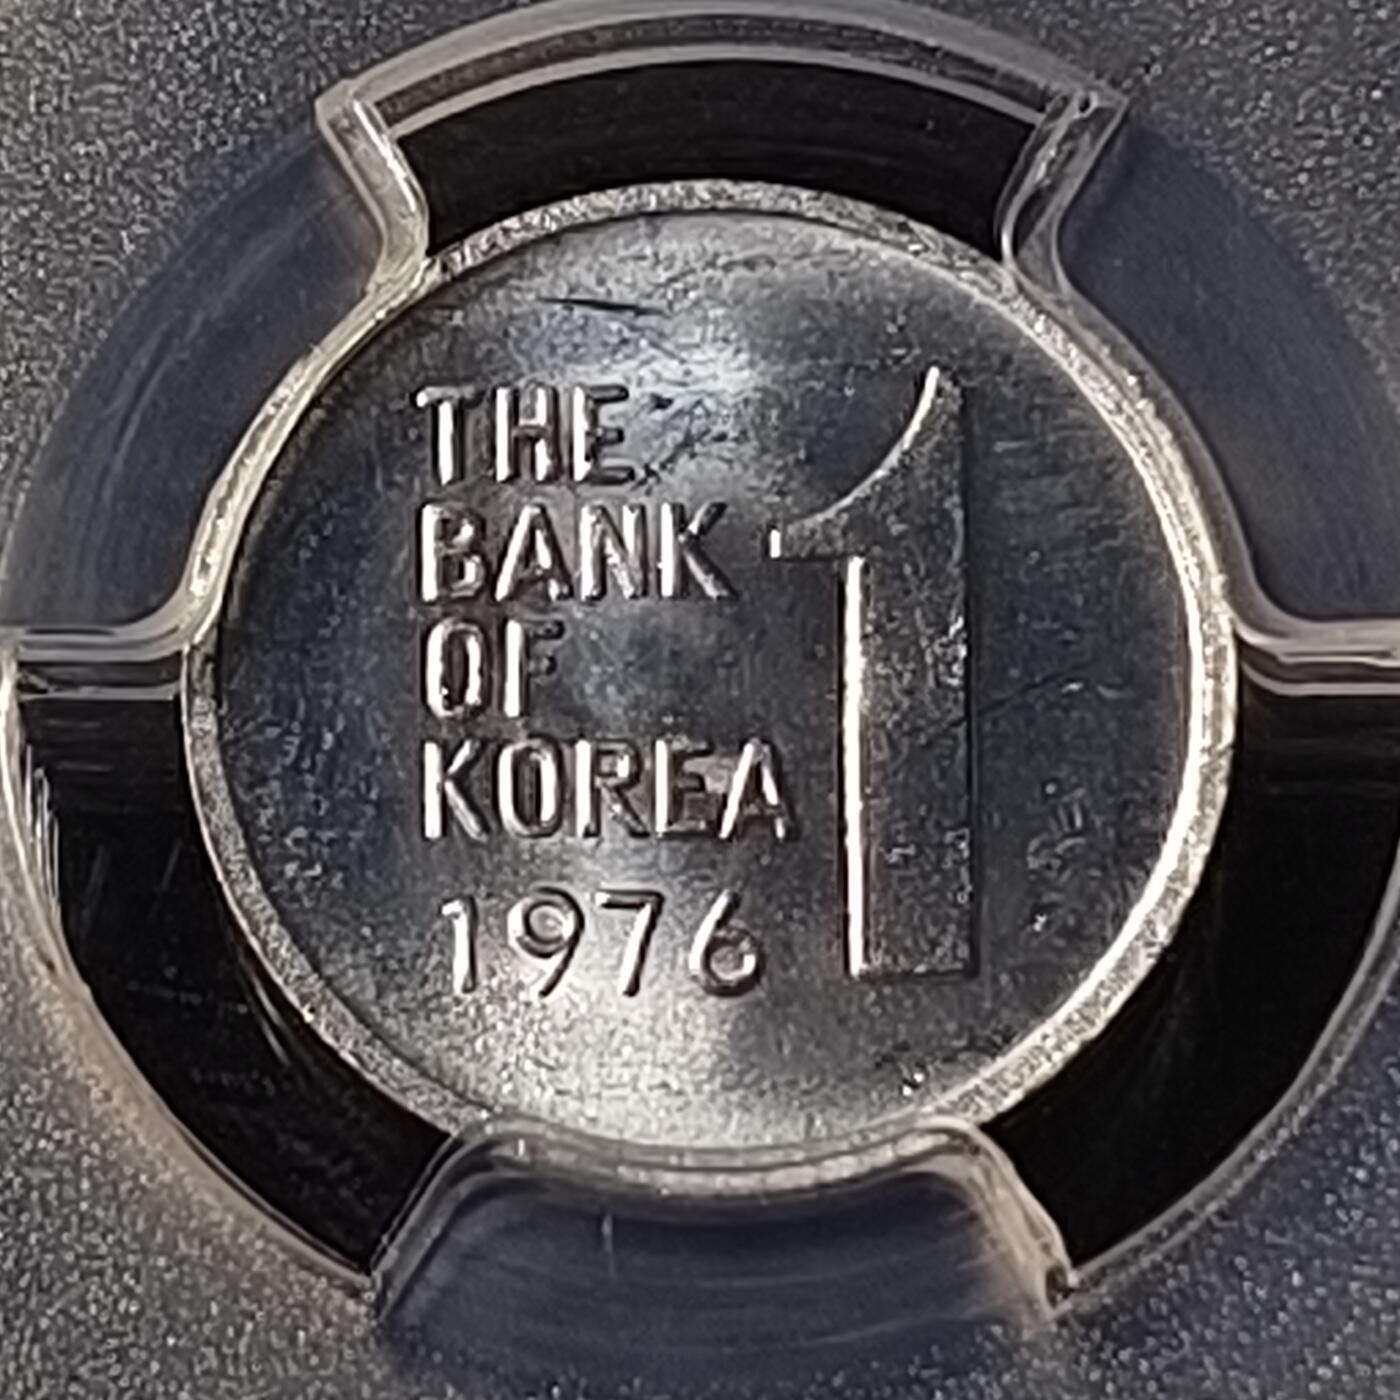 THE
BANK
OF
KOREA
1976
1